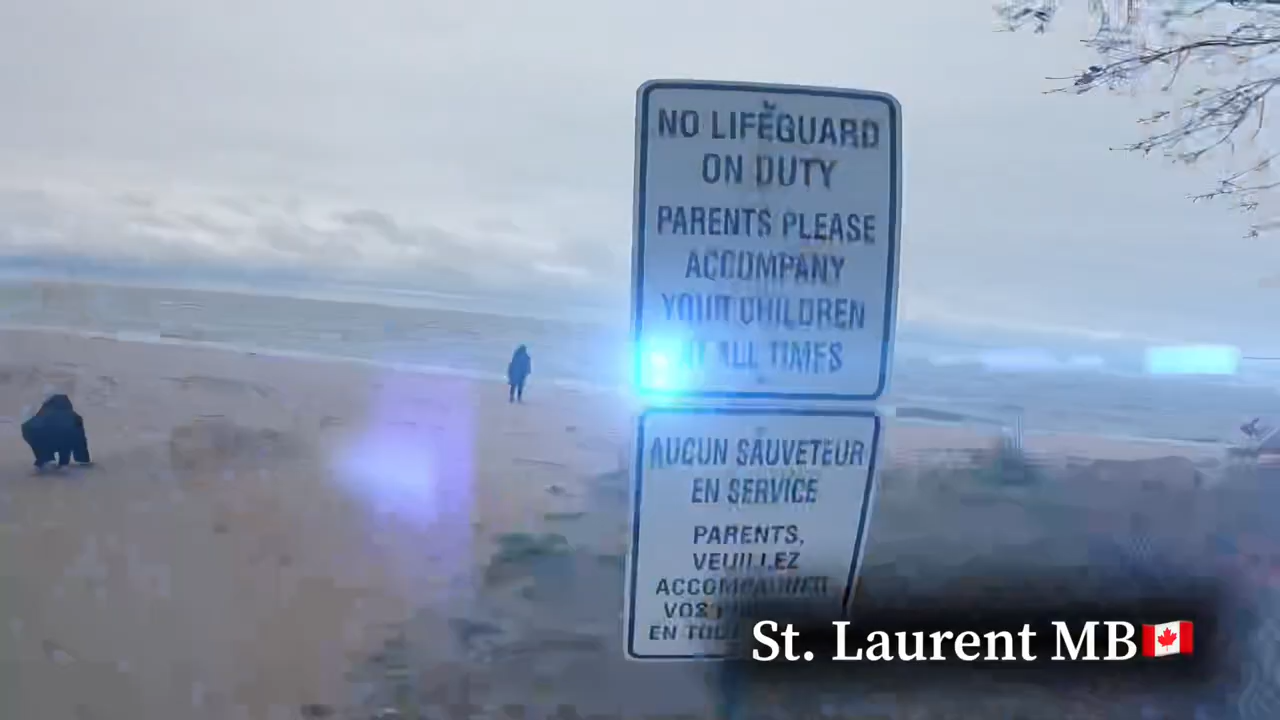 NO LIFEGUARD
ON DUTY
PARENTS PLEASE
ACCOMPANY
YOUR CHILDREN
ALL TIMES
AUCUN SAUVETEUR
EN SERVICE
PARENTS,
VEUILLEZ
VOS
EN
St. Laurent MB